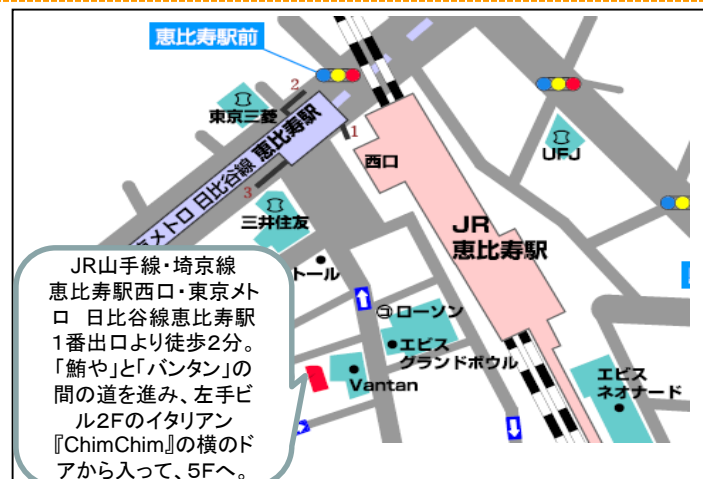 恵比寿駅前
2
東京三菱
1
メトロ 日比谷線 恵比寿駅
西口
UFJ
3
三井住友
JR
恵比寿駅
トール
ローソン
エビス
グランドボウル
Vantan
エビス
ネオナード
JR山手線・埼京線
恵比寿駅西口・東京メト
ロ 日比谷線恵比寿駅
1番出口より徒歩2分。
「鮪や」と「バンタン」の
間の道を進み、左手ビ
ル2Fのイタリアン
『ChimChim』の横のド
アから入って、5Fへ。